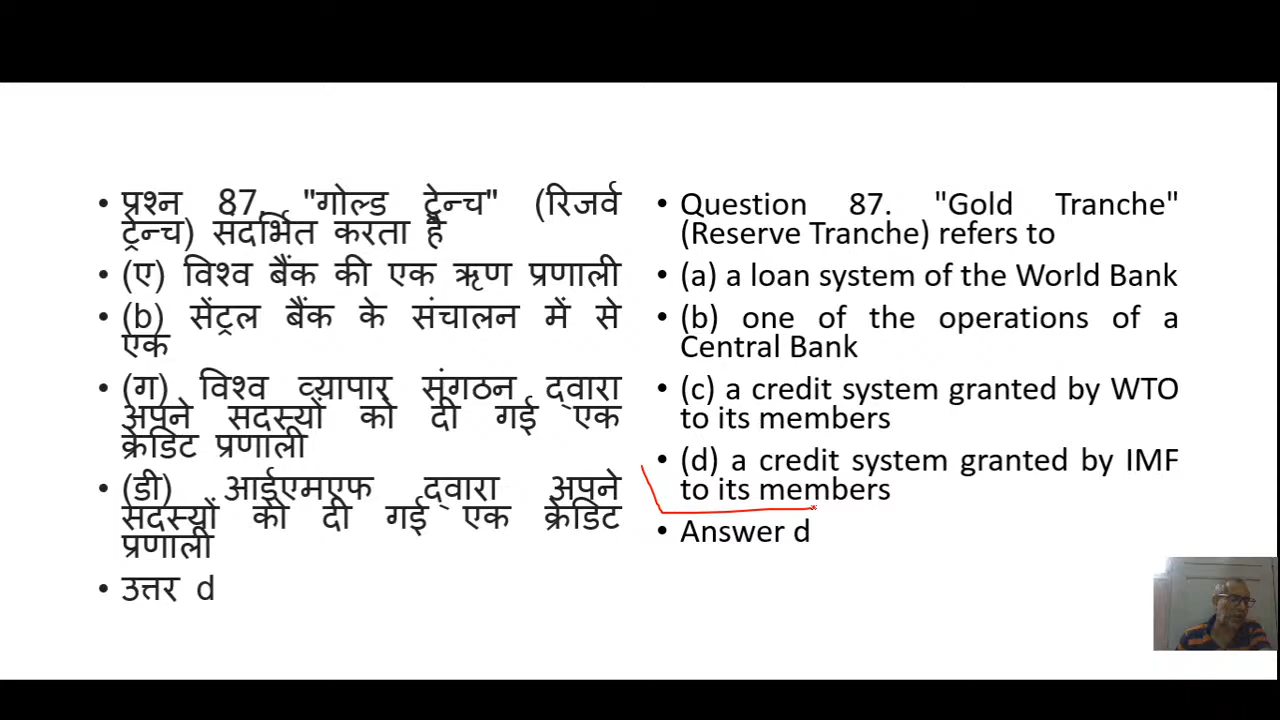 • प्रश्न 87. "गोल्ड ट्रेन्च" (रिजर्व
ट्रेन्च) संदर्भित करता है
• (ए) विश्व बैंक की एक ऋण प्रणाली
• (b) सेंट्रल बैंक के संचालन में से
एक
• (ग) विश्व व्यापार संगठन द्वारा
अपने सदस्यों को दी गई एक
क्रेडिट प्रणाली
• (डी) आईएमएफ द्वारा अपने
सदस्यों को दी गई एक क्रेडिट
प्रणाली
• उत्तर d
• Question 87. "Gold Tranche"
(Reserve Tranche) refers to
• (a) a loan system of the World Bank
• (b) one of the operations of a
Central Bank
• (c) a credit system granted by WTO
to its members
• (d) a credit system granted by IMF
to its members
• Answer d